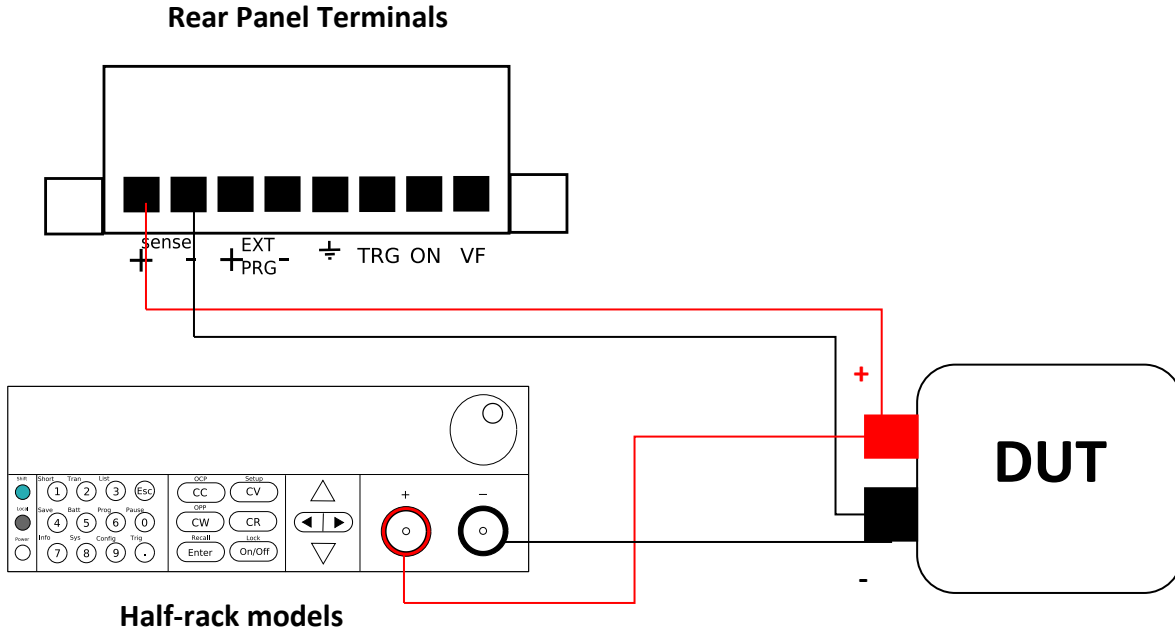 Rear Panel Terminals
sense
+ - + EXT PRG - TRG ON VF
+
DUT
-
Shift Short Tran List
1 2 3 Esc
OCP Setup
CC CV
+ −
Local Save Batt Prog Pause
4 5 6 0
OPP
CW CR
Power Info Sys Config Trig
7 8 9 .
Recall Lock
Enter On/Off
Half-rack models